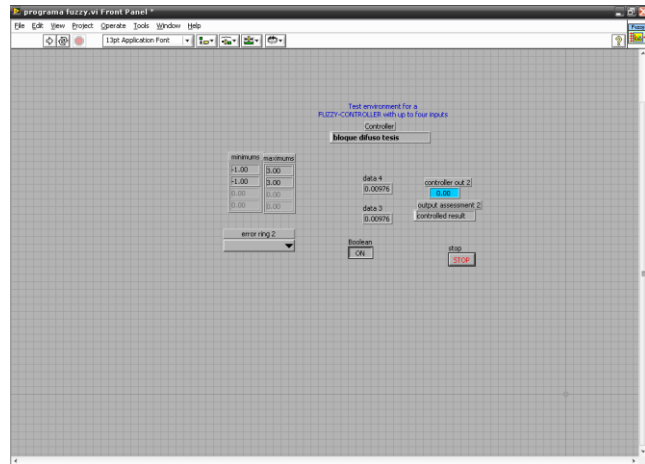 programa fuzzy.vi Front Panel *
File Edit View Project Operate Tools Window Help
13pt Application Font
?
Fuzzy
Test environment for a
FUZZY-CONTROLLER with up to four inputs
Controller
bloque difuso tesis
minimums maximums
-1.00 3.00
-1.00 3.00
0.00 0.00
0.00 0.00
data 4
0.00976
controller out 2
0.00
data 3
0.00976
output assessment 2
controlled result
error ring 2
Boolean
ON
stop
STOP